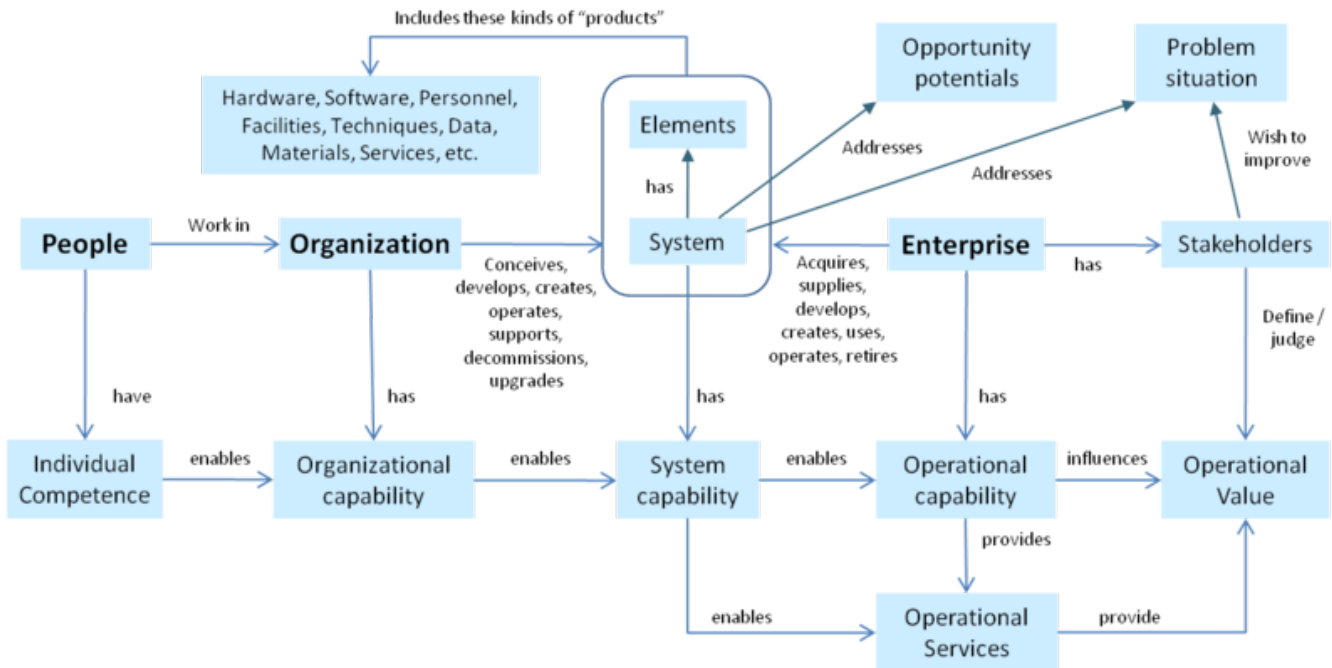 Includes these kinds of “products”
Opportunity
potentials
Problem
situation
Hardware, Software, Personnel,
Facilities, Techniques, Data,
Materials, Services, etc.
Elements
has
Addresses
Addresses
Wish to
improve
People
Work in
Organization
System
Enterprise
has
Stakeholders
Conceives,
develops, creates,
operates,
supports,
decommissions,
upgrades
Acquires,
supplies,
develops,
creates, uses,
operates, retires
Define /
judge
have
has
has
has
Individual
Competence
enables
Organizational
capability
enables
System
capability
enables
Operational
capability
influences
Operational
Value
provides
enables
Operational
Services
provide